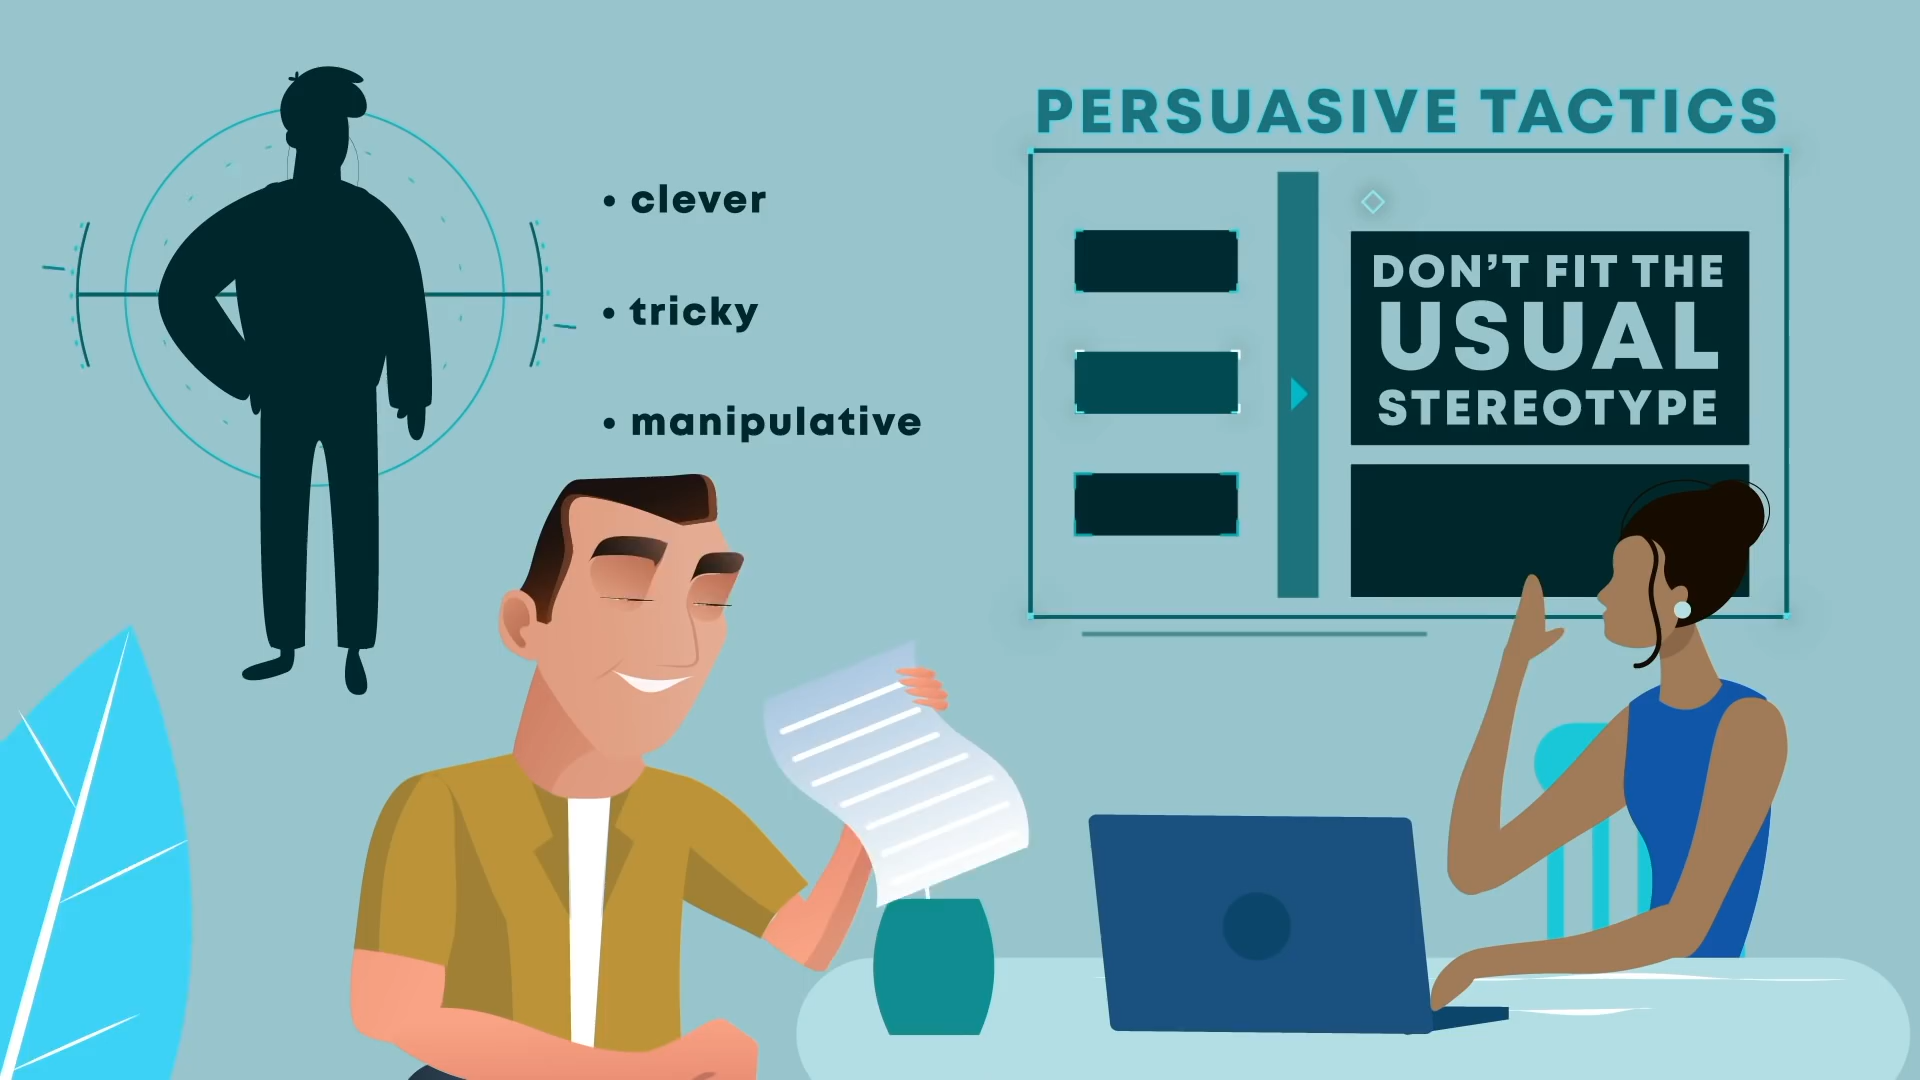 • clever
• tricky
• manipulative
PERSUASIVE TACTICS
DON’T FIT THE
USUAL
STEREOTYPE